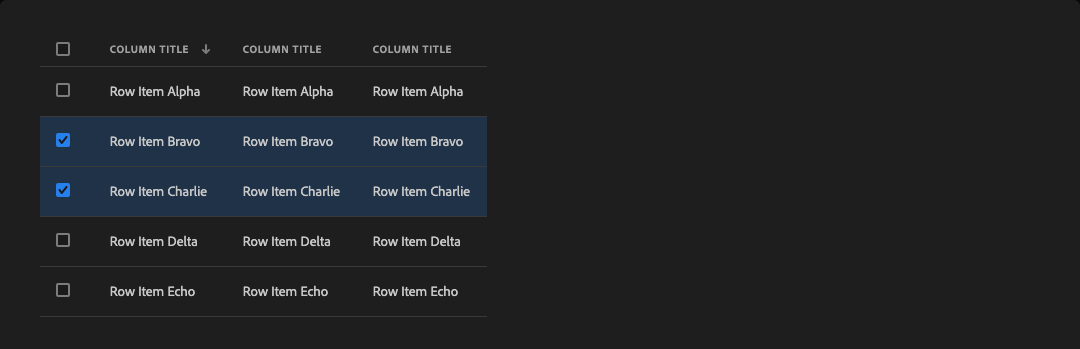 COLUMN TITLE COLUMN TITLE COLUMN TITLE
Row Item Alpha Row Item Alpha Row Item Alpha
Row Item Bravo Row Item Bravo Row Item Bravo
Row Item Charlie Row Item Charlie Row Item Charlie
Row Item Delta Row Item Delta Row Item Delta
Row Item Echo Row Item Echo Row Item Echo